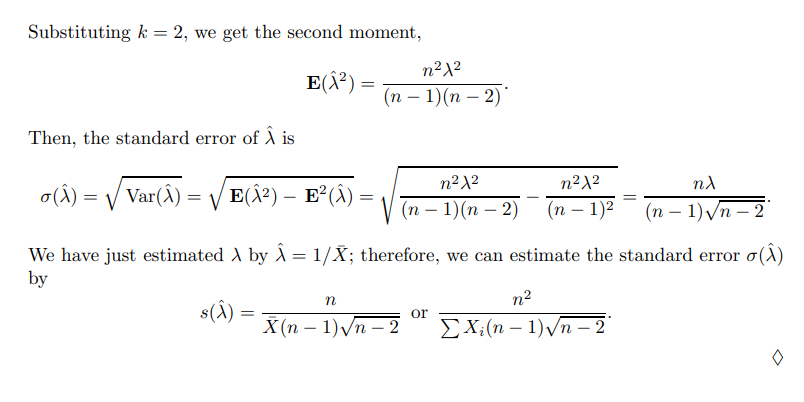 Substituting k = 2, we get the second moment,
E(λ̂²) = n²λ² / (n − 1)(n − 2).
Then, the standard error of λ̂ is
σ(λ̂) = √Var(λ̂) = √E(λ̂²) − E²(λ̂) = √n²λ² / (n − 1)(n − 2) − n²λ² / (n − 1)² = nλ / (n − 1)√n − 2.
We have just estimated λ by λ̂ = 1/X̄; therefore, we can estimate the standard error σ(λ̂)
by
s(λ̂) = n / X̄(n − 1)√n − 2 or n² / ∑ Xᵢ(n − 1)√n − 2.
◊